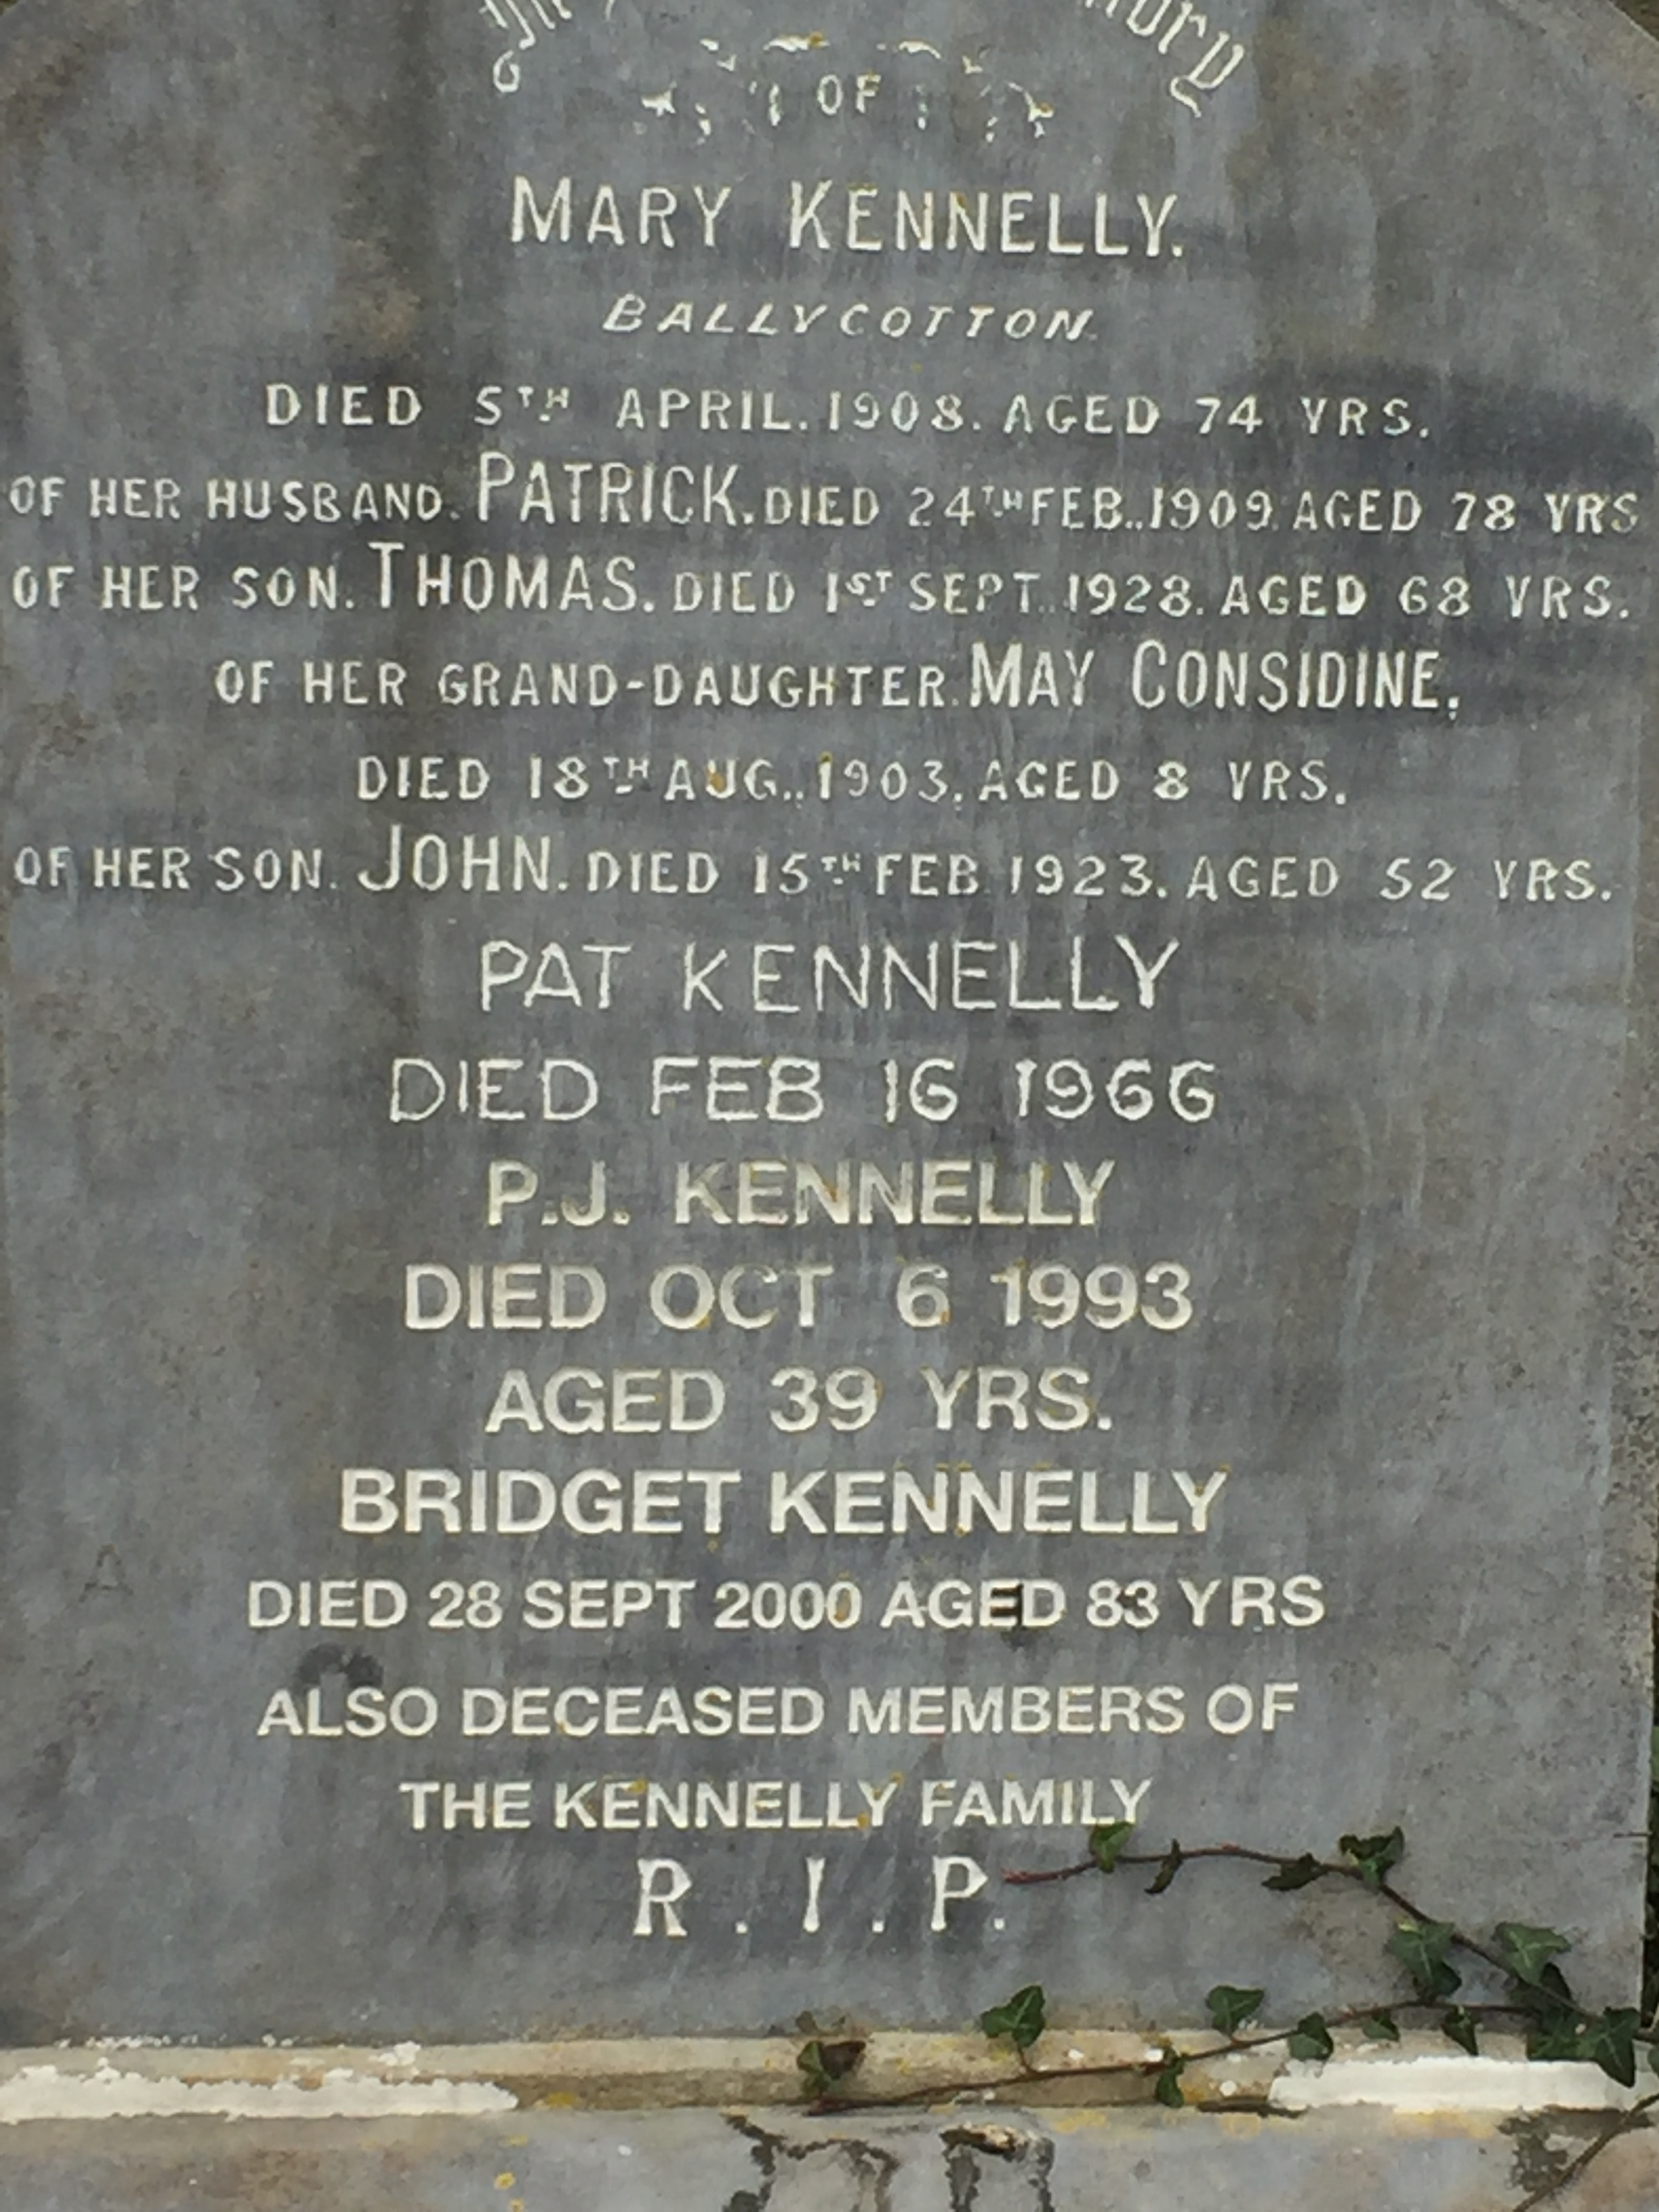 OF
MARY KENNELLY.
BALLYCOTTON.
DIED 5TH APRIL. 1908. AGED 74 YRS.
OF HER HUSBAND. PATRICK. DIED 24TH FEB.. 1909. AGED 78 YRS
OF HER SON. THOMAS. DIED 1ST SEPT. 1928. AGED 68 YRS.
OF HER GRAND-DAUGHTER. MAY CONSIDINE.
DIED 18TH AUG.. 1903. AGED 8 YRS.
OF HER SON. JOHN. DIED 15TH FEB 1923. AGED 52 YRS.
PAT KENNELLY
DIED FEB 16 1966
P.J. KENNELLY
DIED OCT 6 1993
AGED 39 YRS.
BRIDGET KENNELLY
DIED 28 SEPT 2000 AGED 83 YRS
ALSO DECEASED MEMBERS OF
THE KENNELLY FAMILY
R . I . P.